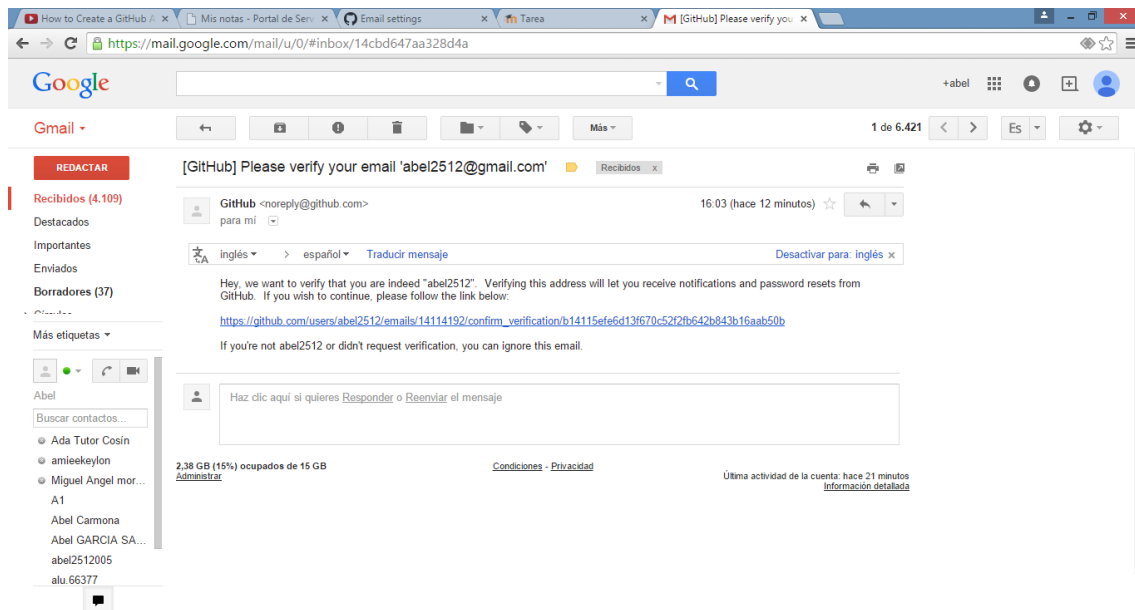 How to Create a GitHub A
Mis notas - Portal de Serv
Email settings
Tarea
[GitHub] Please verify you
https://mail.google.com/mail/u/0/#inbox/14cbd647aa328d4a
Google
+abel
Gmail
Más
1 de 6.421
Es
REDACTAR
[GitHub] Please verify your email 'abel2512@gmail.com'
Recibidos x
Recibidos (4.109)
Destacados
Importantes
Enviados
Borradores (37)
Círculos
Más etiquetas
GitHub <noreply@github.com>
16:03 (hace 12 minutos)
para mí
inglés > español Traducir mensaje
Desactivar para: inglés x
Hey, we want to verify that you are indeed "abel2512". Verifying this address will let you receive notifications and password resets from
GitHub. If you wish to continue, please follow the link below:
https://github.com/users/abel2512/emails/14114192/confirm_verification/b14115efe6d13f670c52f2fb642b843b16aab50b
If you're not abel2512 or didn't request verification, you can ignore this email.
Haz clic aquí si quieres Responder o Reenviar el mensaje
2,38 GB (15%) ocupados de 15 GB
Administrar
Condiciones - Privacidad
Última actividad de la cuenta: hace 21 minutos
Información detallada
Abel
Buscar contactos...
Ada Tutor Cosín
amieekeylon
Miguel Angel mor...
A1
Abel Carmona
Abel GARCIA SA...
abel2512005
alu.66377